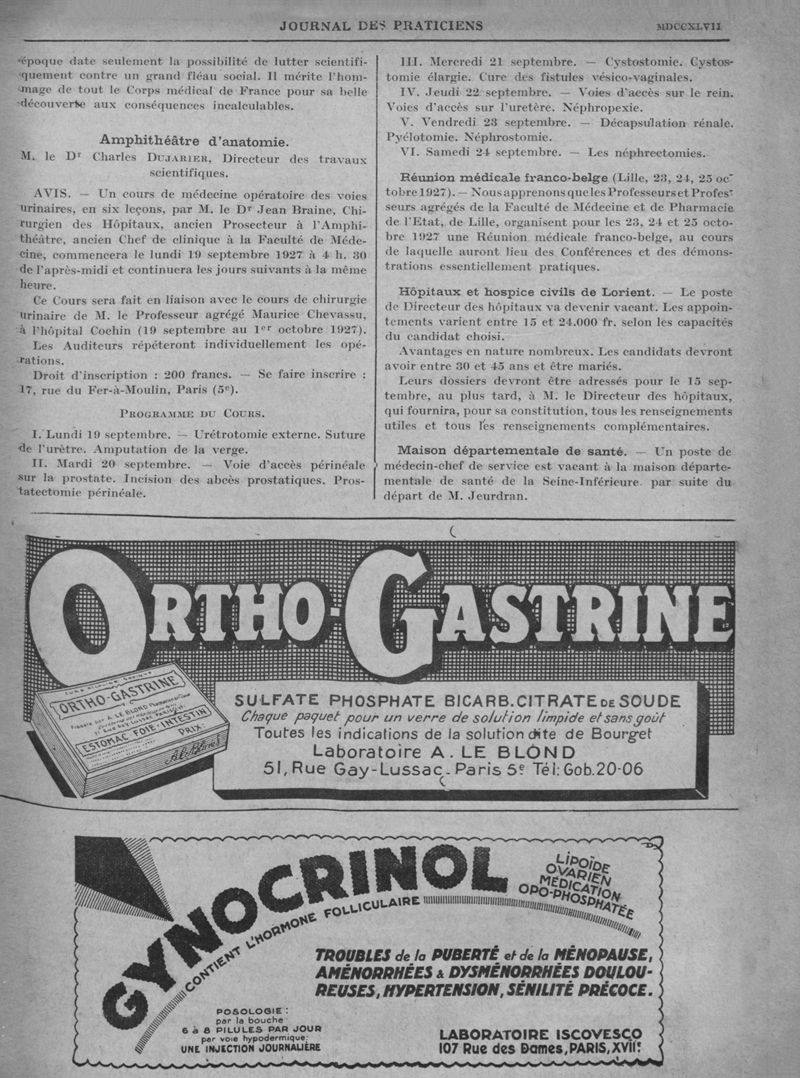 JOURNAL DES PRATICIENS
MDCCXLVII
époque date seulement la possibilité de lutter scientifi-
quement contre un grand fléau social. Il mérite l'hom-
mage de tout le Corps médical de France pour sa belle
découverte aux conséquences incalculables.
Amphithéâtre d'anatomie.
M. le Dr Charles DUJARIER, Directeur des travaux
scientifiques.
AVIS. — Un cours de médecine opératoire des voies
urinaires, en six leçons, par M. le Dr Jean Braine, Chi-
rurgien des Hôpitaux, ancien Prosecteur à l'Amphi-
théâtre, ancien Chef de clinique à la Faculté de Méde-
cine, commencera le lundi 19 septembre 1927 à 4 h. 30
de l'après-midi et continuera les jours suivants à la même
heure.
Ce Cours sera fait en liaison avec le cours de chirurgie
urinaire de M. le Professeur agrégé Maurice Chevassu,
à l'hôpital Cochin (19 septembre au 1er octobre 1927).
Les Auditeurs répéteront individuellement les opé-
rations.
Droit d'inscription : 200 francs. — Se faire inscrire :
17, rue du Fer-à-Moulin, Paris (5e).
PROGRAMME DU COURS.
I. Lundi 19 septembre. — Urétrotomie externe. Suture
de l'urètre. Amputation de la verge.
II. Mardi 20 septembre. — Voie d'accès périnéale
sur la prostate. Incision des abcès prostatiques. Pros-
tatectomie périnéale.
III. Mercredi 21 septembre. — Cystostomie. Cystos-
tomie élargie. Cure des fistules vésico-vaginales.
IV. Jeudi 22 septembre. — Voies d'accès sur le rein.
Voies d'accès sur l'uretère. Néphropexie.
V. Vendredi 23 septembre. — Décapsulation rénale.
Pyélotomie. Néphrostomie.
VI. Samedi 24 septembre. — Les néphrectomies.
Réunion médicale franco-belge (Lille, 23, 24, 25 oc-
tobre 1927). — Nous apprenons que les Professeurs et Profes-
seurs agrégés de la Faculté de Médecine et de Pharmacie
de l'Etat, de Lille, organisent pour les 23, 24 et 25 octo-
bre 1927 une Réunion médicale franco-belge, au cours
de laquelle auront lieu des Conférences et des démons-
trations essentiellement pratiques.
Hôpitaux et hospice civils de Lorient. — Le poste
de Directeur des hôpitaux va devenir vacant. Les appoin-
tements varient entre 15 et 24.000 fr. selon les capacités
du candidat choisi.
Avantages en nature nombreux. Les candidats devront
avoir entre 30 et 45 ans et être mariés.
Leurs dossiers devront être adressés pour le 15 sep-
tembre, au plus tard, à M. le Directeur des hôpitaux,
qui fournira, pour sa constitution, tous les renseignements
utiles et tous les renseignements complémentaires.
Maison départementale de santé. — Un poste de
médecin-chef de service est vacant à la maison départe-
mentale de santé de la Seine-Inférieure par suite du
départ de M. Jeurdran.
ORTHO-GASTRINE
ORTHO-GASTRINE
A. LE BLOND
ESTOMAC FOIE-INTESTIN
PRIX:
SULFATE PHOSPHATE BICARB. CITRATE DE SOUDE
Chaque paquet pour un verre de solution limpide et sans goût
Toutes les indications de la solution dite de Bourget
Laboratoire A. LE BLOND
51, Rue Gay-Lussac. Paris 5e Tél: Gob. 20-06
GYNOCRINOL
CONTIENT L'HORMONE FOLLICULAIRE
LIPOÏDE
OVARIEN
MÉDICATION
OPO-PHOSPHATÉE
TROUBLES de la PUBERTÉ et de la MÉNOPAUSE,
AMÉNORRHÉES & DYSMÉNORRHÉES DOULOU-
REUSES, HYPERTENSION, SÉNILITÉ PRÉCOCE.
POSOLOGIE :
par la bouche
6 à 8 PILULES PAR JOUR
par voie hypodermique:
UNE INJECTION JOURNALIÈRE
LABORATOIRE ISCOVESCO
107 Rue des Dames, PARIS, XVIIe